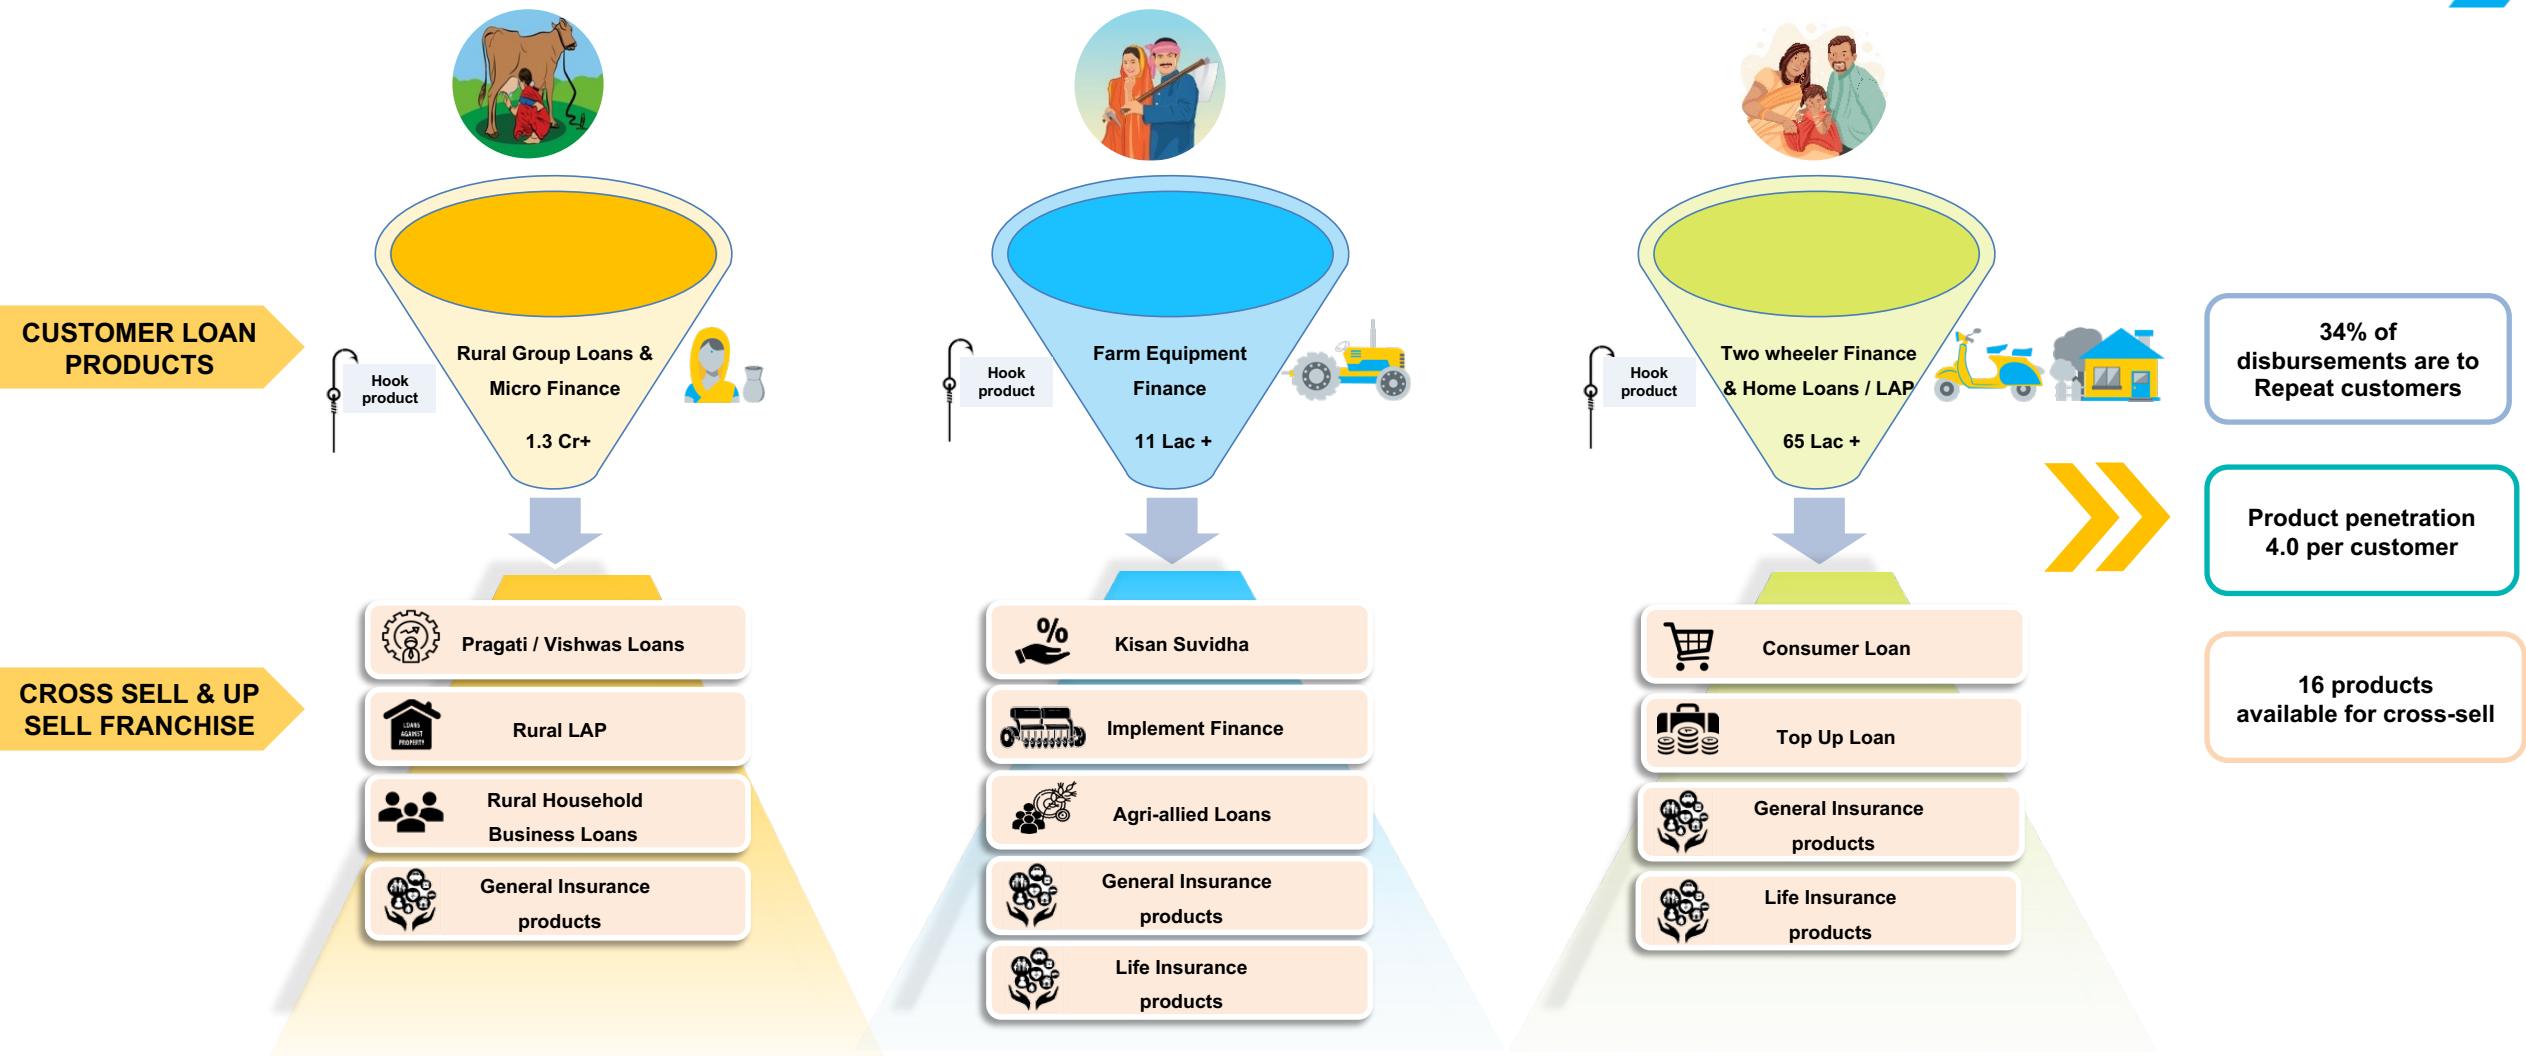 CUSTOMER LOAN
PRODUCTS
Hook
product
Rural Group Loans &
Micro Finance
1.3 Cr+
Hook
product
Farm Equipment
Finance
11 Lac +
Hook
product
Two wheeler Finance
& Home Loans / LAP
65 Lac +
34% of
disbursements are to
Repeat customers
Product penetration
4.0 per customer
16 products
available for cross-sell
CROSS SELL & UP
SELL FRANCHISE
Pragati / Vishwas Loans
LOANS
AGAINST
PROPERTY
Rural LAP
Rural Household
Business Loans
General Insurance
products
%
Kisan Suvidha
Implement Finance
Agri-allied Loans
General Insurance
products
Life Insurance
products
Consumer Loan
Top Up Loan
General Insurance
products
Life Insurance
products